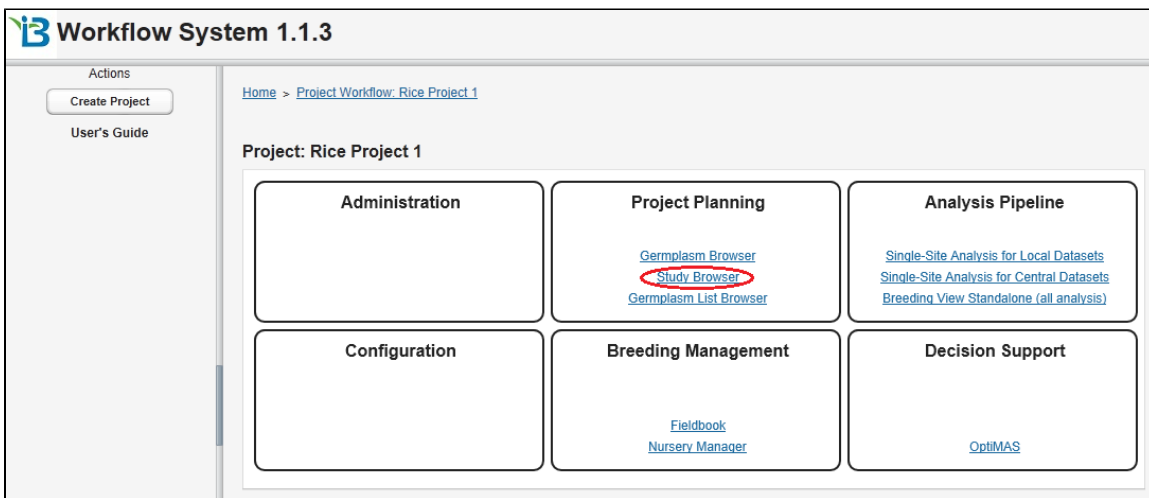 iB Workflow System 1.1.3
Actions
Create Project
User's Guide
Home > Project Workflow: Rice Project 1
Project: Rice Project 1
Administration
Project Planning
Germplasm Browser
Study Browser
Germplasm List Browser
Analysis Pipeline
Single-Site Analysis for Local Datasets
Single-Site Analysis for Central Datasets
Breeding View Standalone (all analysis)
Configuration
Breeding Management
Fieldbook
Nursery Manager
Decision Support
OptiMAS